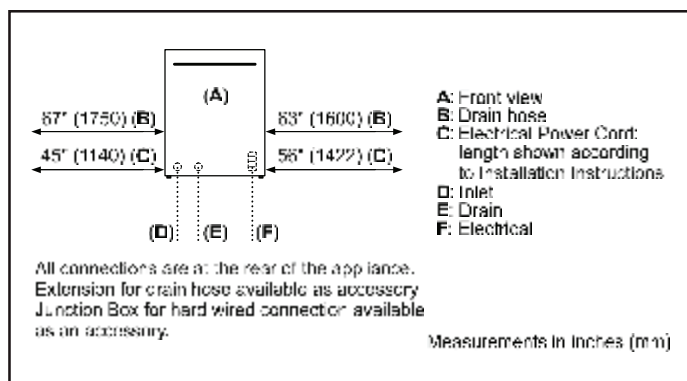 (A)
67" (1750) (B)
63" (1600) (B)
45" (1140) (C)
56" (1422) (C)
(D) (E) (F)
A: Front view
B: Drain hose
C: Electrical Power Cord;
length shown according
to Installation Instructions
D: Inlet
E: Drain
F: Electrical
All connections are at the rear of the appliance.
Extension for drain hose available as accessory
Junction Box for hard wired connection available
as an accessory.
Measurements in inches (mm)